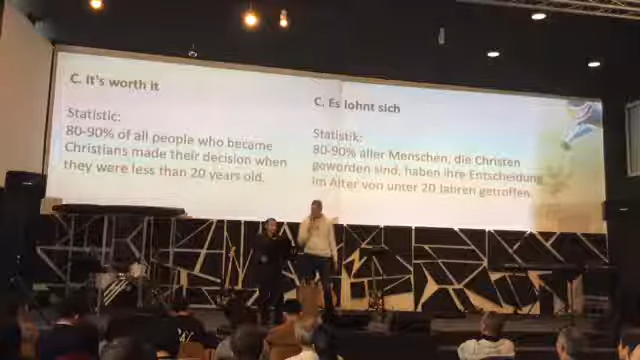 C. It's worth it
Statistic:
80-90% of all people who became
Christians made their decision when
they were less than 20 years old.
C. Es lohnt sich
Statistik:
80-90% aller Menschen, die Christen
geworden sind, haben ihre Entscheidung
im Alter von unter 20 Jahren getroffen.